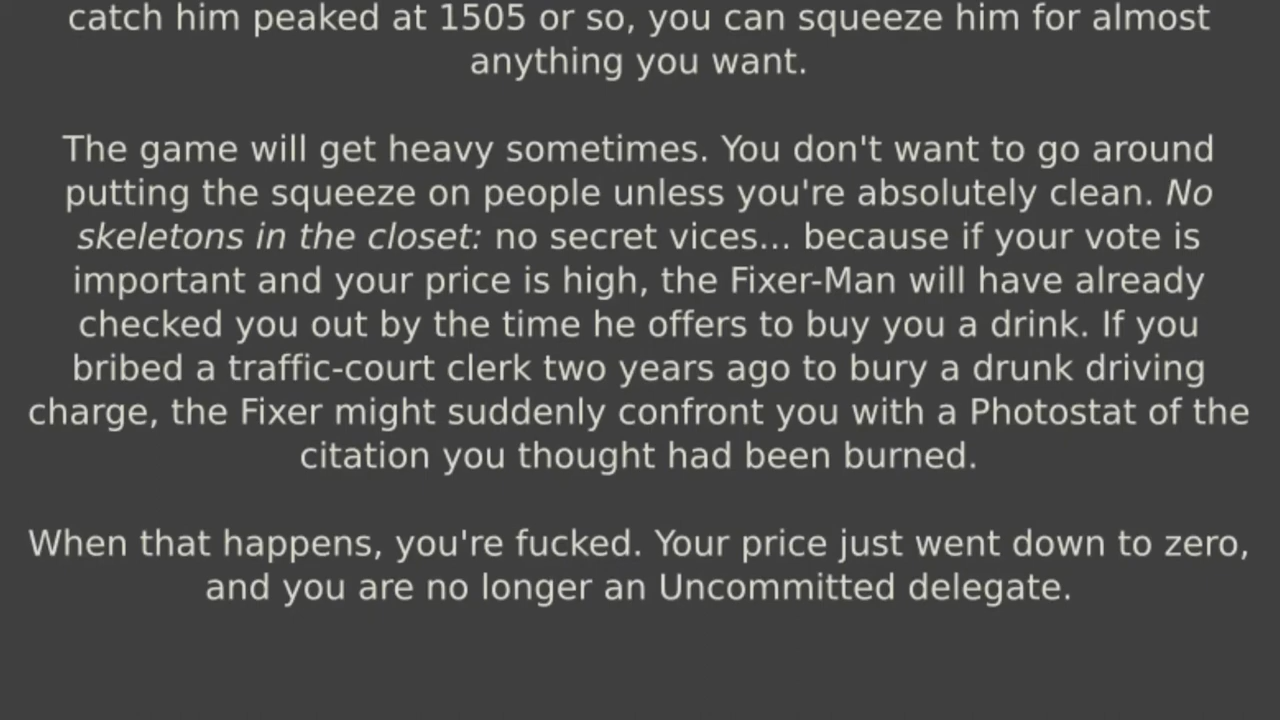 catch him peaked at 1505 or so, you can squeeze him for almost
anything you want.
The game will get heavy sometimes. You don't want to go around
putting the squeeze on people unless you're absolutely clean. No
skeletons in the closet: no secret vices... because if your vote is
important and your price is high, the Fixer-Man will have already
checked you out by the time he offers to buy you a drink. If you
bribed a traffic-court clerk two years ago to bury a drunk driving
charge, the Fixer might suddenly confront you with a Photostat of the
citation you thought had been burned.
When that happens, you're fucked. Your price just went down to zero,
and you are no longer an Uncommitted delegate.